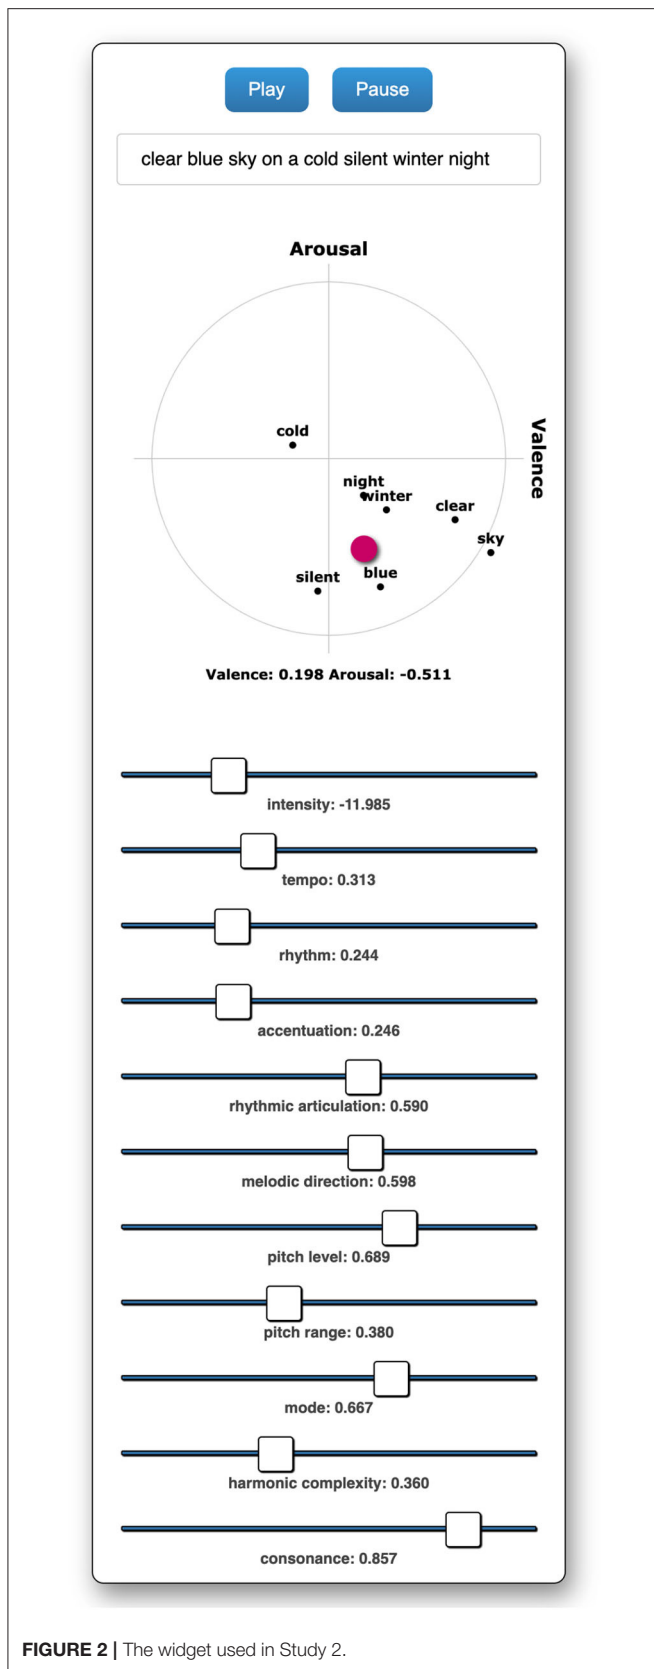 Play Pause
clear blue sky on a cold silent winter night
Arousal
Valence
cold
night
winter
clear
sky
silent
blue
Valence: 0.198 Arousal: -0.511
intensity: -11.985
tempo: 0.313
rhythm: 0.244
accentuation: 0.246
rhythmic articulation: 0.590
melodic direction: 0.598
pitch level: 0.689
pitch range: 0.380
mode: 0.667
harmonic complexity: 0.360
consonance: 0.857
FIGURE 2 | The widget used in Study 2.